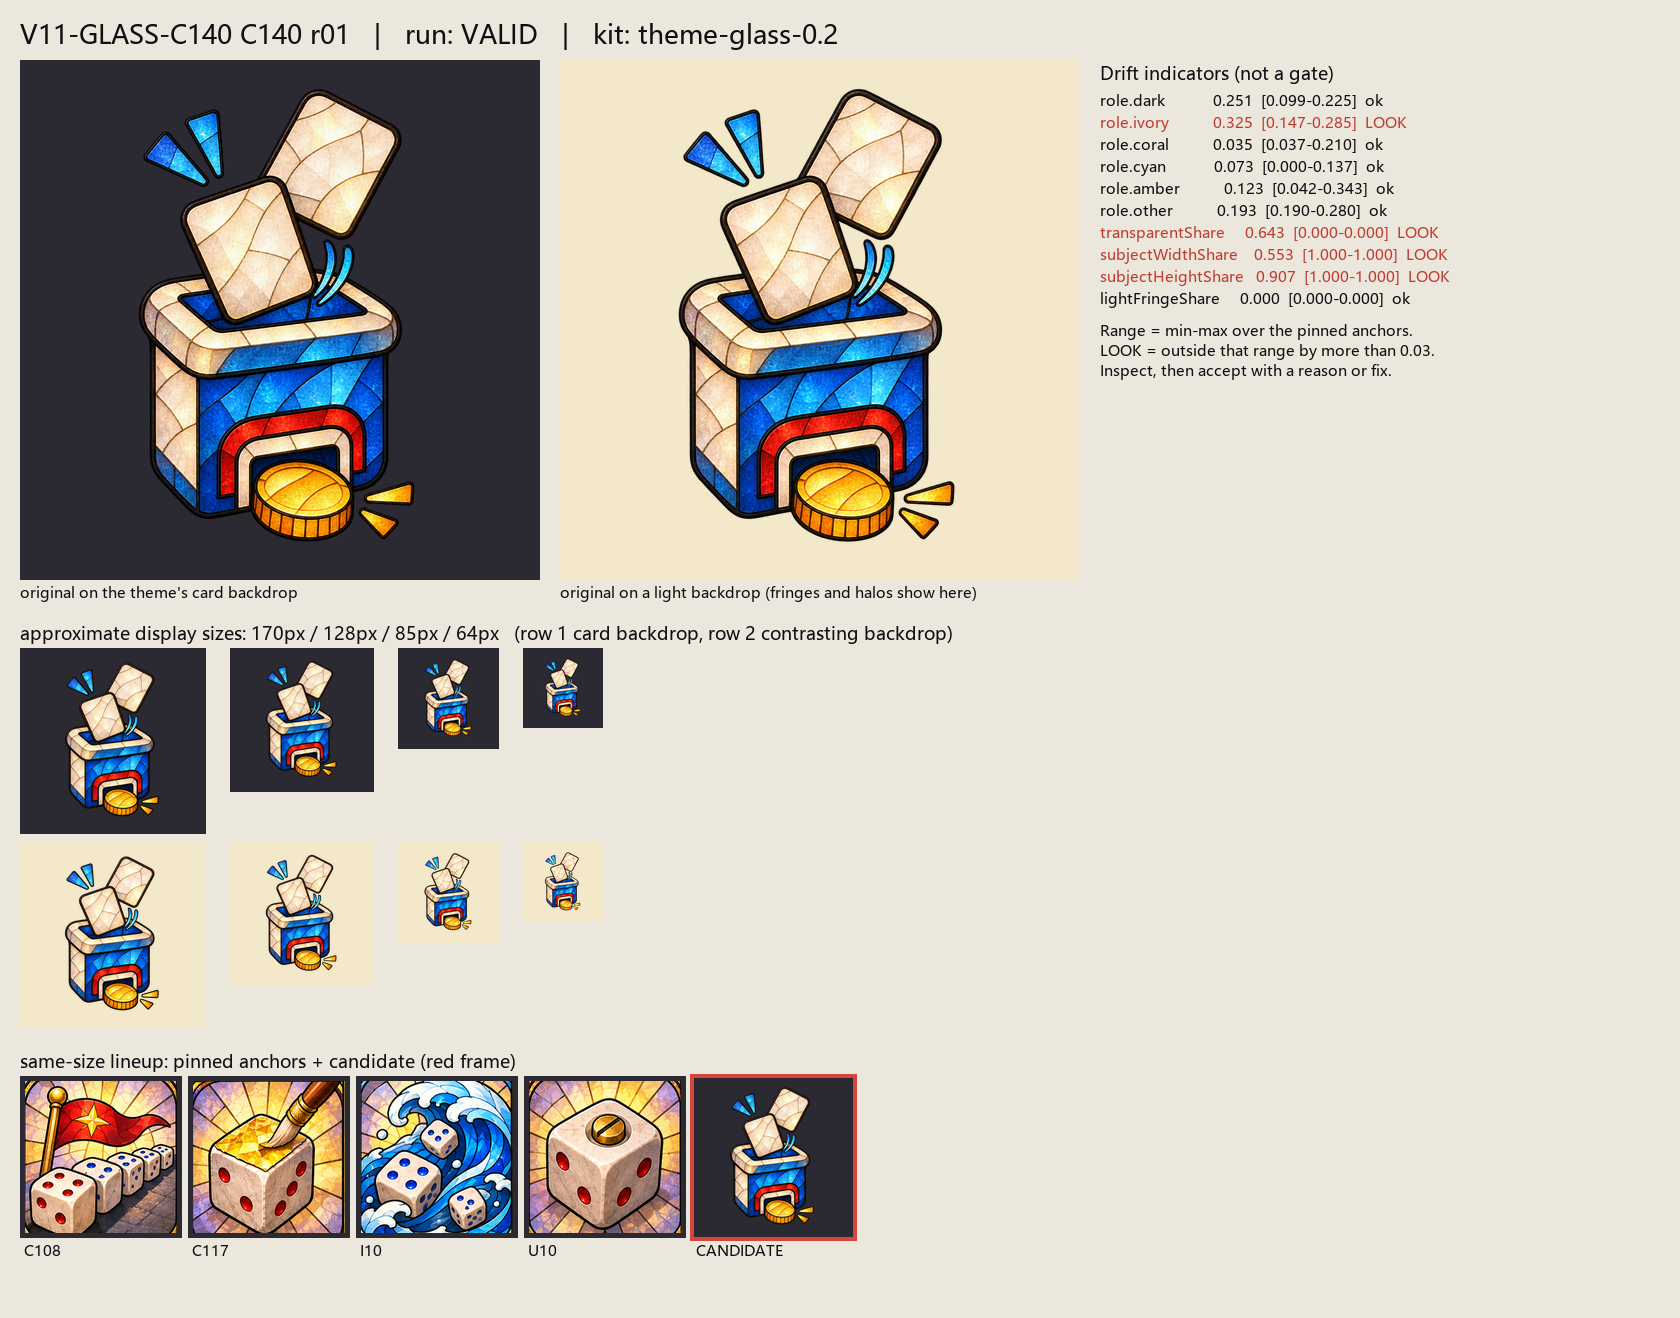 V11-GLASS-C140 C140 r01 | run: VALID | kit: theme-glass-0.2
Drift indicators (not a gate)
role.dark 0.251 [0.099-0.225] ok
role.ivory 0.325 [0.147-0.285] LOOK
role.coral 0.035 [0.037-0.210] ok
role.cyan 0.073 [0.000-0.137] ok
role.amber 0.123 [0.042-0.343] ok
role.other 0.193 [0.190-0.280] ok
transparentShare 0.643 [0.000-0.000] LOOK
subjectWidthShare 0.553 [1.000-1.000] LOOK
subjectHeightShare 0.907 [1.000-1.000] LOOK
lightFringeShare 0.000 [0.000-0.000] ok
Range = min-max over the pinned anchors.
LOOK = outside that range by more than 0.03.
Inspect, then accept with a reason or fix.
original on the theme's card backdrop
original on a light backdrop (fringes and halos show here)
approximate display sizes: 170px / 128px / 85px / 64px (row 1 card backdrop, row 2 contrasting backdrop)
same-size lineup: pinned anchors + candidate (red frame)
C108
C117
I10
U10
CANDIDATE